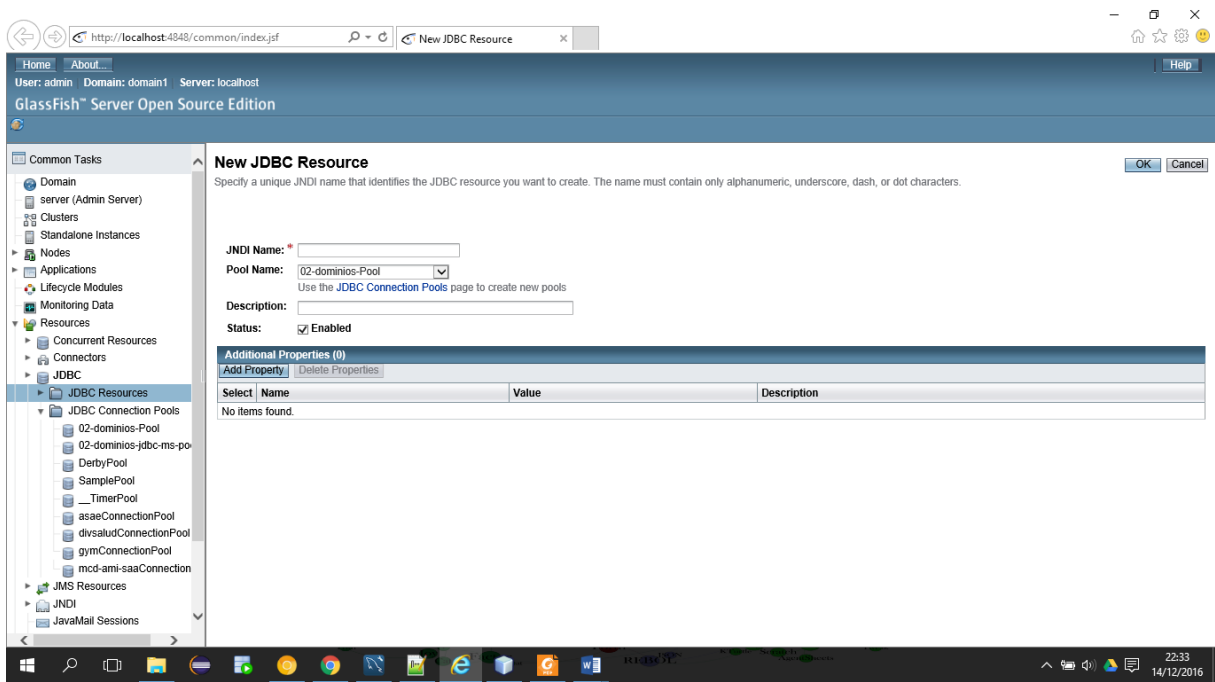 http://localhost:4848/common/index.jsf
New JDBC Resource
Home About...
Help
User: admin Domain: domain1 Server: localhost
GlassFish™ Server Open Source Edition
Common Tasks
Domain
server (Admin Server)
Clusters
Standalone Instances
Nodes
Applications
Lifecycle Modules
Monitoring Data
Resources
Concurrent Resources
Connectors
JDBC
JDBC Resources
JDBC Connection Pools
02-dominios-Pool
02-dominios-jdbc-ms-poo
DerbyPool
SamplePool
__TimerPool
asaeConnectionPool
divsaludConnectionPool
gymConnectionPool
mcd-ami-saaConnection
JMS Resources
JNDI
JavaMail Sessions
New JDBC Resource
OK Cancel
Specify a unique JNDI name that identifies the JDBC resource you want to create. The name must contain only alphanumeric, underscore, dash, or dot characters.
JNDI Name: *
Pool Name: 02-dominios-Pool
Use the JDBC Connection Pools page to create new pools
Description:
Status: Enabled
Additional Properties (0)
Add Property Delete Properties
Select Name Value Description
No items found.
22:33
14/12/2016